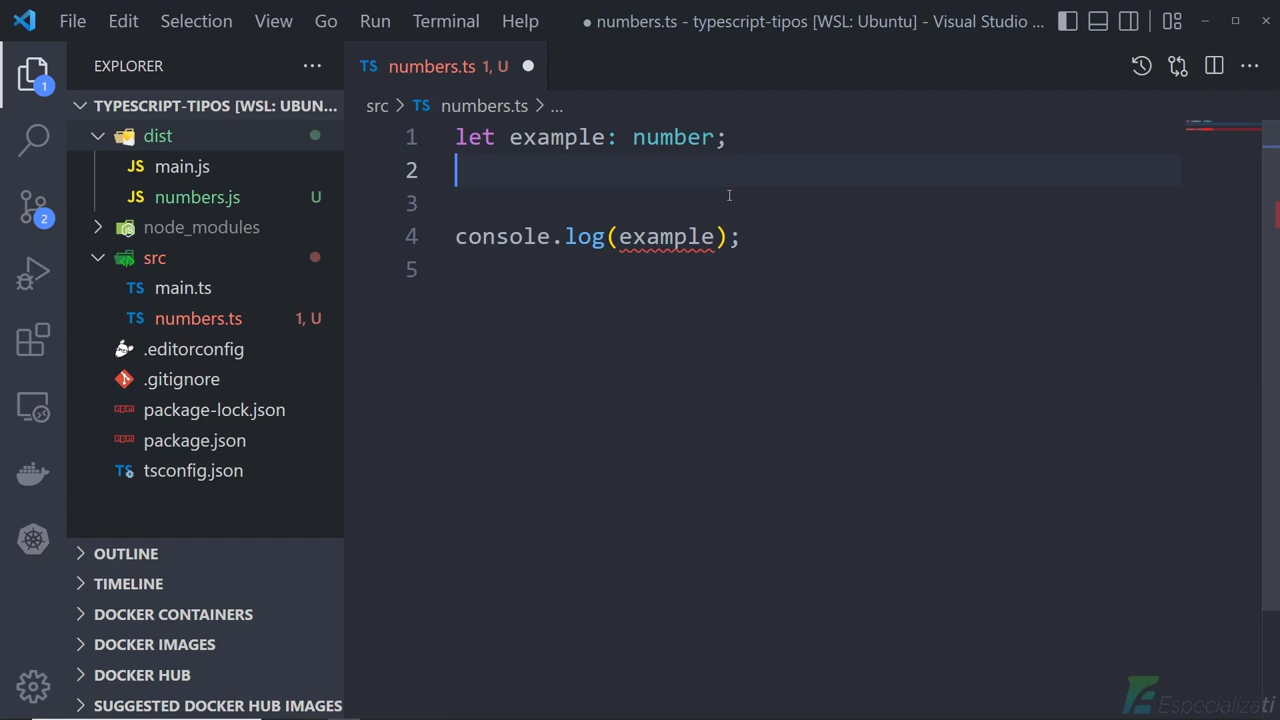 File Edit Selection View Go Run Terminal Help ● numbers.ts - typescript-tipos [WSL: Ubuntu] - Visual Studio ...
EXPLORER
TS numbers.ts 1, U
1
TYPESCRIPT-TIPOS [WSL: UBUN...
src > TS numbers.ts > ...
dist
JS main.js
JS numbers.js U
2
node_modules
src
TS main.ts
TS numbers.ts 1, U
.editorconfig
.gitignore
package-lock.json
package.json
TS tsconfig.json
OUTLINE
TIMELINE
DOCKER CONTAINERS
DOCKER IMAGES
DOCKER HUB
SUGGESTED DOCKER HUB IMAGES
1 let example: number;
2
3
4 console.log(example);
5
Especializati